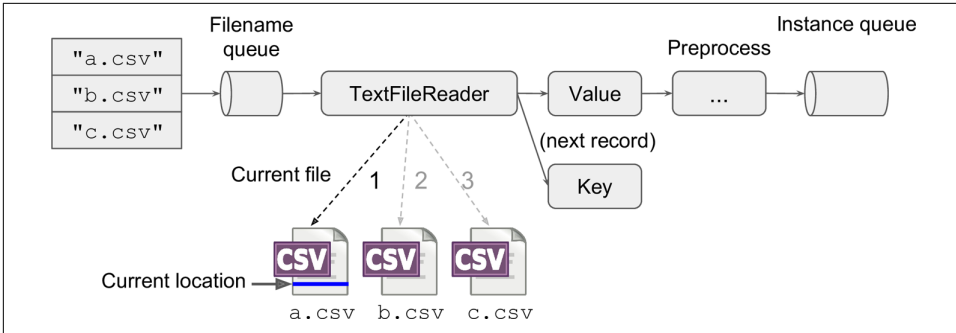 Filename
queue
Instance queue
Preprocess
"a.csv"
"b.csv"
"c.csv"
TextFileReader
Value
...
(next record)
Key
Current file
1
2
3
CSV
CSV
CSV
Current location
a.csv
b.csv
c.csv